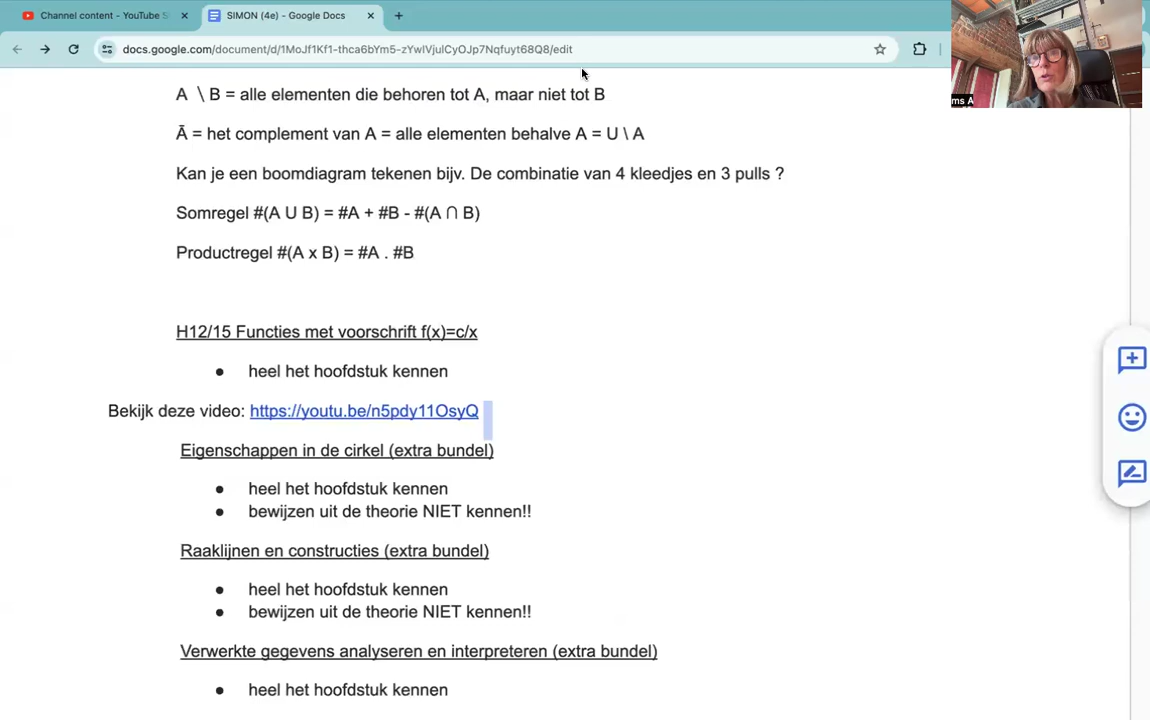 Channel content - YouTube S
SIMON (4e) - Google Docs
docs.google.com/document/d/1MoJf1Kf1-thca6bYm5-zYwIVjulCyOJp7Nqfuyt68Q8/edit
ms A
A \ B = alle elementen die behoren tot A, maar niet tot B
Ā = het complement van A = alle elementen behalve A = U \ A
Kan je een boomdiagram tekenen bijv. De combinatie van 4 kleedjes en 3 pulls ?
Somregel #(A U B) = #A + #B - #(A ∩ B)
Productregel #(A x B) = #A . #B
H12/15 Functies met voorschrift f(x)=c/x
● heel het hoofdstuk kennen
Bekijk deze video: https://youtu.be/n5pdy11OsyQ
Eigenschappen in de cirkel (extra bundel)
● heel het hoofdstuk kennen
● bewijzen uit de theorie NIET kennen!!
Raaklijnen en constructies (extra bundel)
● heel het hoofdstuk kennen
● bewijzen uit de theorie NIET kennen!!
Verwerkte gegevens analyseren en interpreteren (extra bundel)
● heel het hoofdstuk kennen